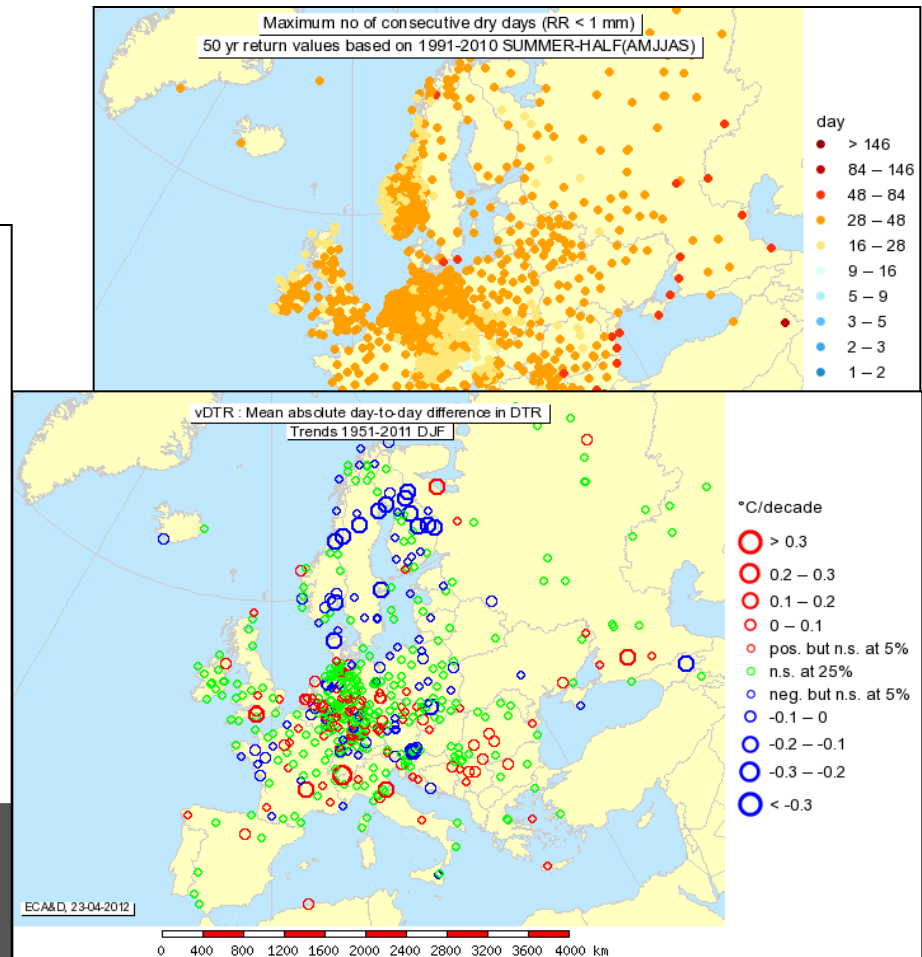 Maximum no of consecutive dry days (RR < 1 mm)
50 yr return values based on 1991-2010 SUMMER-HALF(AMJJAS)
day
> 146
84 – 146
48 – 84
28 – 48
16 – 28
9 – 16
5 – 9
3 – 5
2 – 3
1 – 2
vDTR : Mean absolute day-to-day difference in DTR
Trends 1951-2011 DJF
°C/decade
> 0.3
0.2 – 0.3
0.1 – 0.2
0 – 0.1
pos. but n.s. at 5%
n.s. at 25%
neg. but n.s. at 5%
-0.1 – 0
-0.2 – -0.1
-0.3 – -0.2
< -0.3
ECA&D, 23-04-2012
0 400 800 1200 1600 2000 2400 2800 3200 3600 4000 km